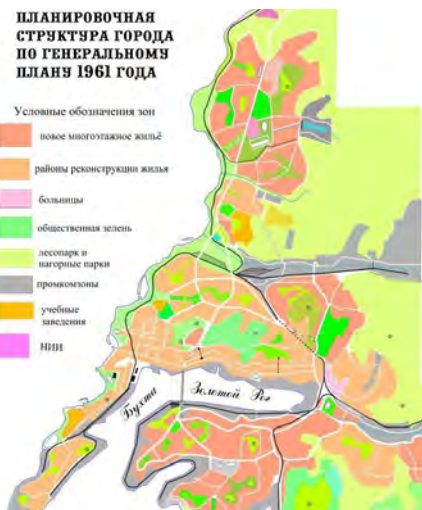 ПЛАНИРОВОЧНАЯ
СТРУКТУРА ГОРОДА
ПО ГЕНЕРАЛЬНОМУ
ПЛАНУ 1961 ГОДА
Условные обозначения зон
новое многоэтажное жильё
районы реконструкции жилья
больницы
общественная зелень
лесопарк и
нагорные парки
промкомзоны
учебные
заведения
НИИ
Бухта Золотой Рог